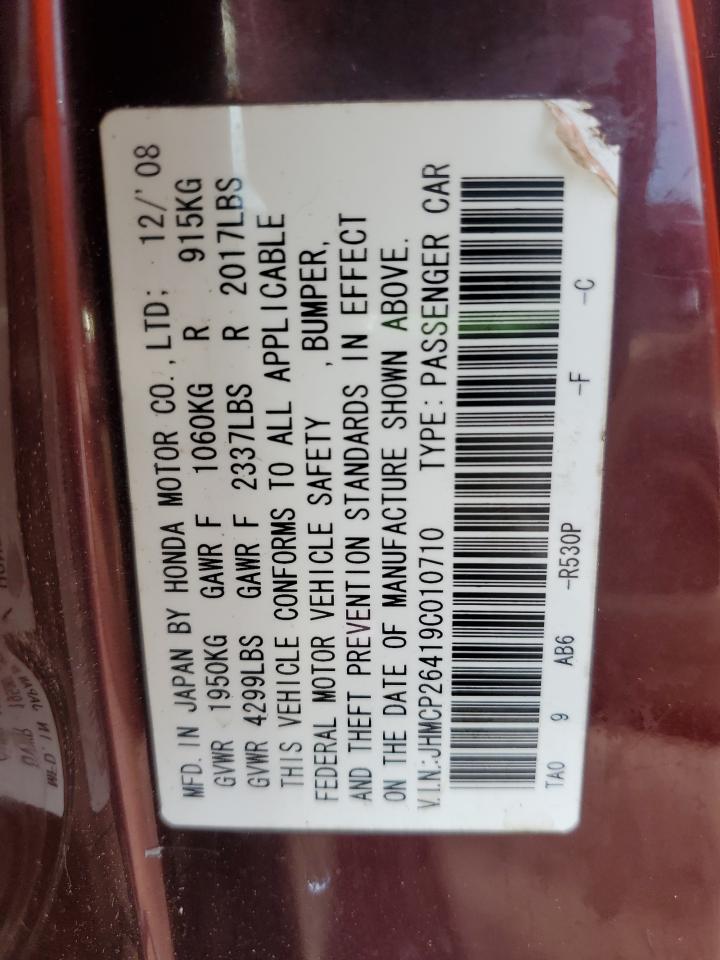 MFD. IN JAPAN BY HONDA MOTOR CO., LTD; 12/'08
GVWR 1950KG GAWR F 1060KG R 915KG
GVWR 4299LBS GAWR F 2337LBS R 2017LBS
THIS VEHICLE CONFORMS TO ALL APPLICABLE
FEDERAL MOTOR VEHICLE SAFETY , BUMPER,
AND THEFT PREVENTION STANDARDS IN EFFECT
ON THE DATE OF MANUFACTURE SHOWN ABOVE.
V.I.N.:JHMCP26419C010710 TYPE: PASSENGER CAR
TA0 9 AB6 -R530P -F -C